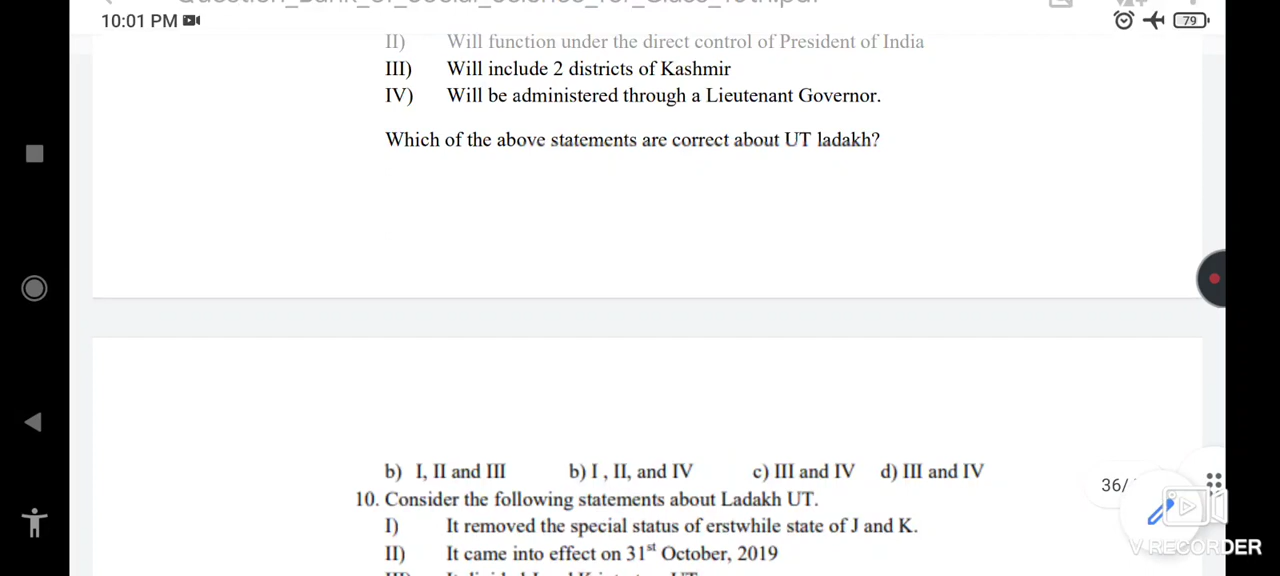 Question_Bank_of_Social_Science_for_Class_10th.pdf
10:01 PM
79
II) Will function under the direct control of President of India
III) Will include 2 districts of Kashmir
IV) Will be administered through a Lieutenant Governor.
Which of the above statements are correct about UT ladakh?
b) I, II and III b) I , II, and IV c) III and IV d) III and IV
36/
10. Consider the following statements about Ladakh UT.
I) It removed the special status of erstwhile state of J and K.
II) It came into effect on 31st October, 2019
V RECORDER